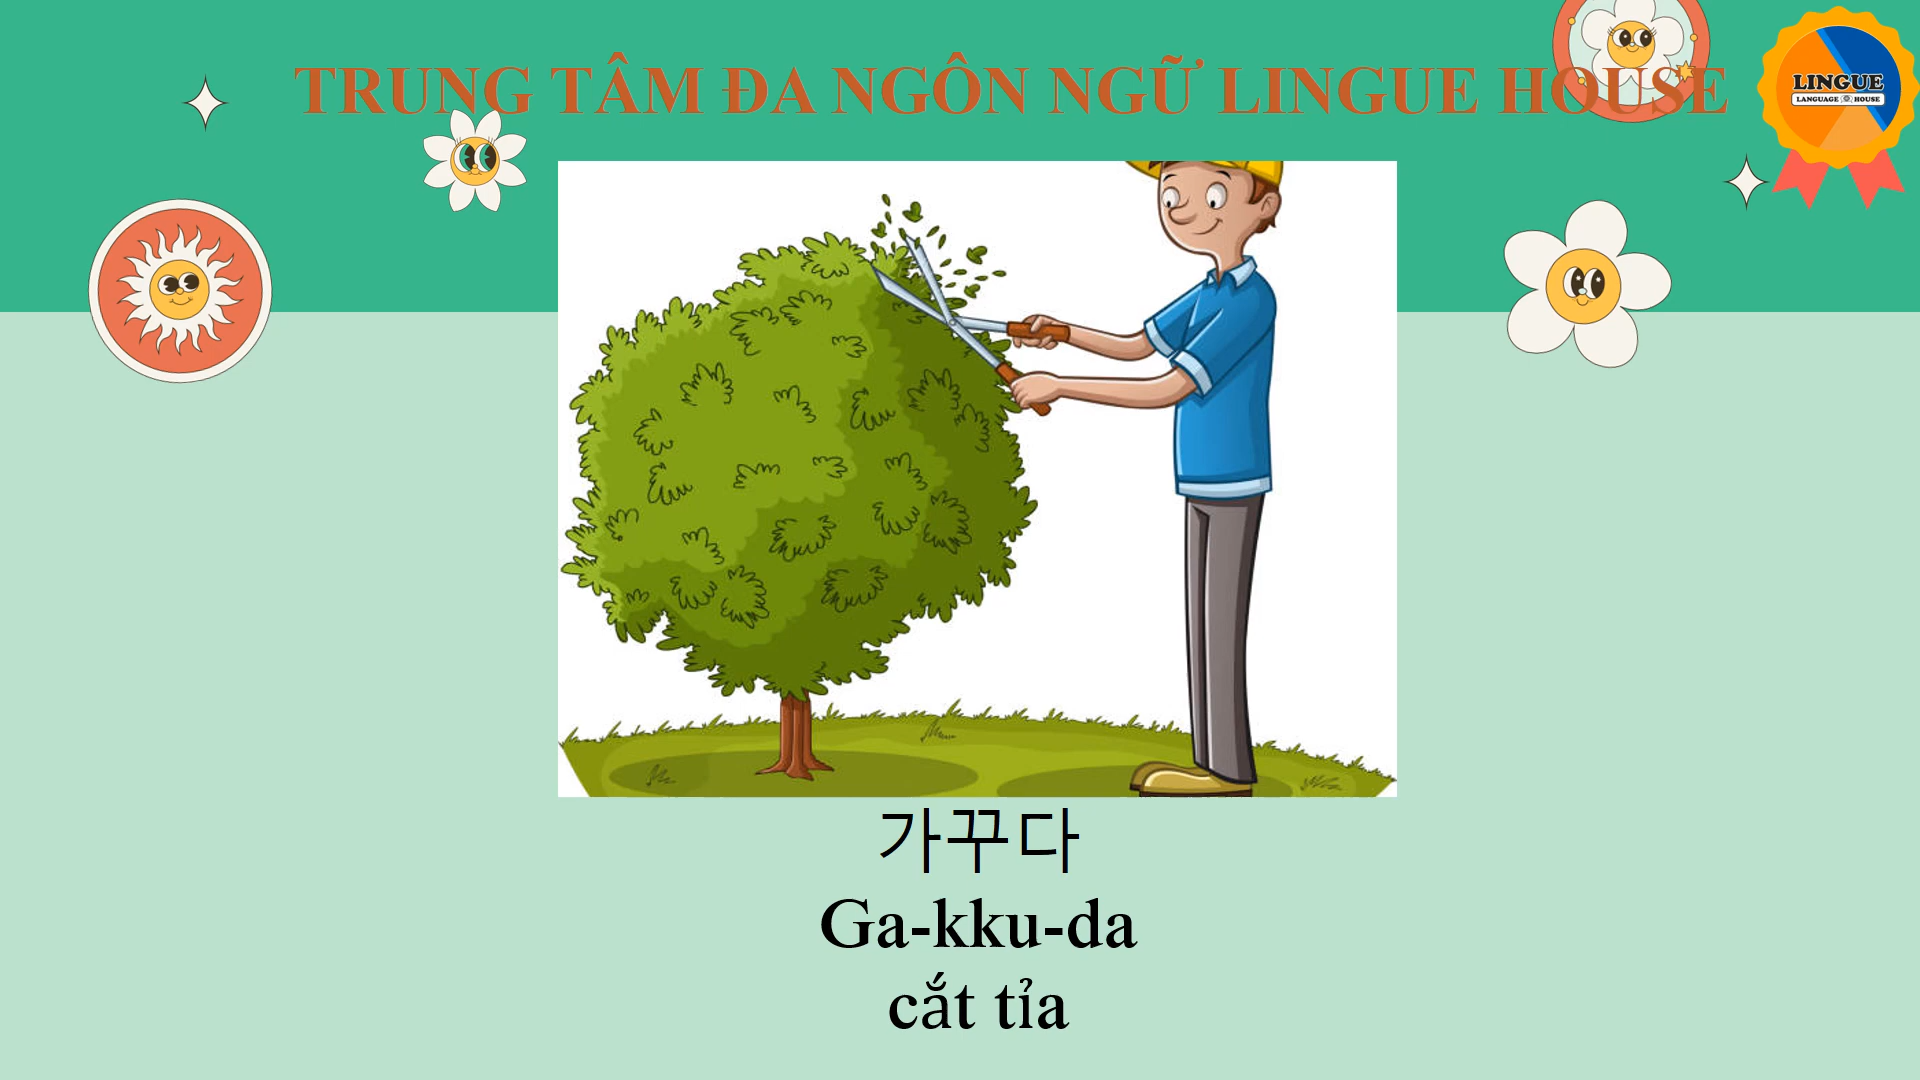 TRUNG TÂM ĐA NGÔN NGỮ LINGUE HOUSE
LINGUE
LANGUAGE HOUSE
가꾸다
Ga-kku-da
cắt tỉa